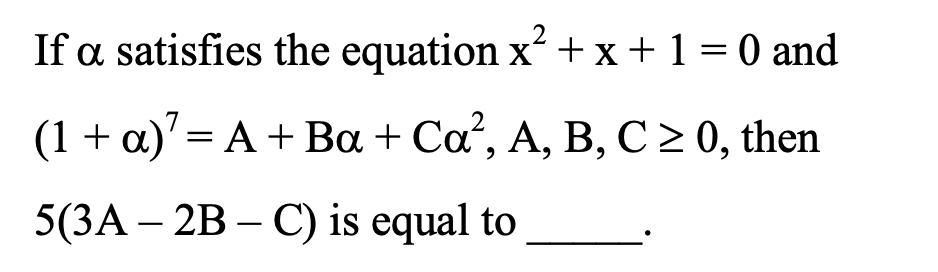 If α satisfies the equation x² + x + 1 = 0 and
(1 + α)⁷ = A + Bα + Cα², A, B, C ≥ 0, then
5(3A – 2B – C) is equal to _____.